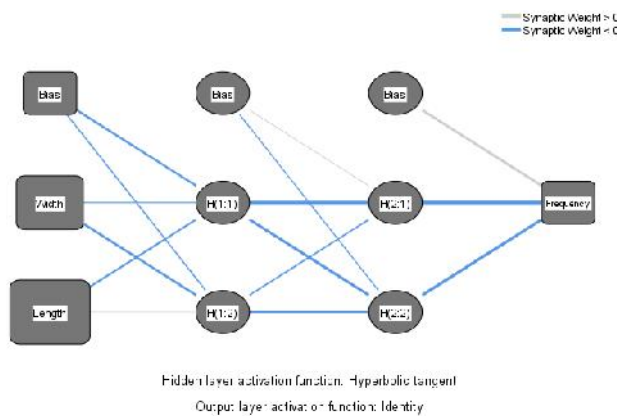 Synaptic Weight > 0
Synaptic Weight < 0
Bias
Bias
Bias
Width
H(1:1)
H(2:1)
Frequency
Length
H(1:2)
H(2:2)
Hidden layer activation function: Hyperbolic tangent
Output layer activation function: Identity